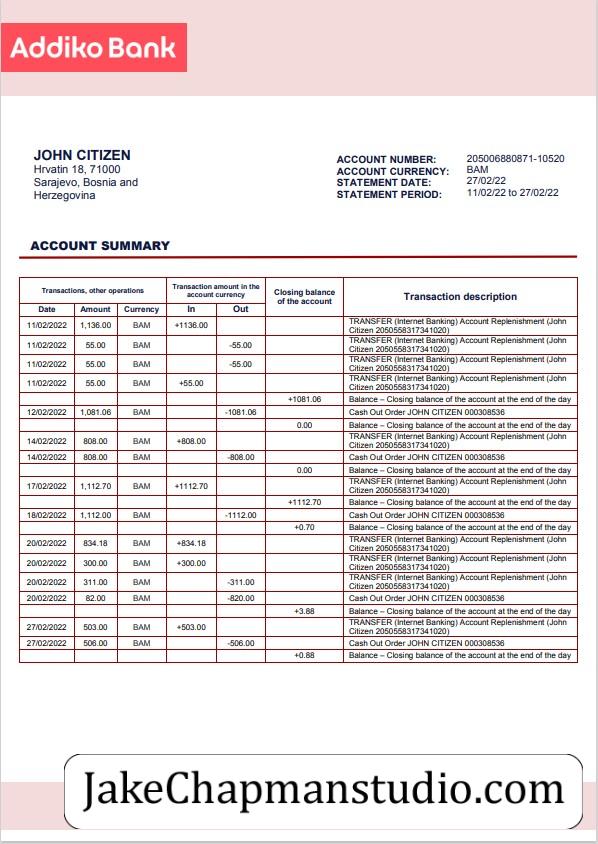 Addiko Bank
JOHN CITIZEN
Hrvatin 18, 71000
Sarajevo, Bosnia and
Herzegovina
ACCOUNT NUMBER: 205006880871-10520
ACCOUNT CURRENCY: BAM
STATEMENT DATE: 27/02/22
STATEMENT PERIOD: 11/02/22 to 27/02/22
ACCOUNT SUMMARY
Transactions, other operations
Transaction amount in the
account currency
Closing balance
of the account
Transaction description
Date Amount Currency In Out
11/02/2022 1,136.00 BAM +1136.00 TRANSFER (Internet Banking) Account Replenishment (John
Citizen 2050558317341020)
11/02/2022 55.00 BAM -55.00 TRANSFER (Internet Banking) Account Replenishment (John
Citizen 2050558317341020)
11/02/2022 55.00 BAM -55.00 TRANSFER (Internet Banking) Account Replenishment (John
Citizen 2050558317341020)
11/02/2022 55.00 BAM +55.00 TRANSFER (Internet Banking) Account Replenishment (John
Citizen 2050558317341020)
+1081.06 Balance – Closing balance of the account at the end of the day
12/02/2022 1,081.06 BAM -1081.06 Cash Out Order JOHN CITIZEN 000308536
0.00 Balance – Closing balance of the account at the end of the day
14/02/2022 808.00 BAM +808.00 TRANSFER (Internet Banking) Account Replenishment (John
Citizen 2050558317341020)
14/02/2022 808.00 BAM -808.00 Cash Out Order JOHN CITIZEN 000308536
0.00 Balance – Closing balance of the account at the end of the day
17/02/2022 1,112.70 BAM +1112.70 TRANSFER (Internet Banking) Account Replenishment (John
Citizen 2050558317341020)
+1112.70 Balance – Closing balance of the account at the end of the day
18/02/2022 1,112.00 BAM -1112.00 Cash Out Order JOHN CITIZEN 000308536
+0.70 Balance – Closing balance of the account at the end of the day
20/02/2022 834.18 BAM +834.18 TRANSFER (Internet Banking) Account Replenishment (John
Citizen 2050558317341020)
20/02/2022 300.00 BAM +300.00 TRANSFER (Internet Banking) Account Replenishment (John
Citizen 2050558317341020)
20/02/2022 311.00 BAM -311.00 TRANSFER (Internet Banking) Account Replenishment (John
Citizen 2050558317341020)
20/02/2022 82.00 BAM -820.00 Cash Out Order JOHN CITIZEN 000308536
+3.88 Balance – Closing balance of the account at the end of the day
27/02/2022 503.00 BAM +503.00 TRANSFER (Internet Banking) Account Replenishment (John
Citizen 2050558317341020)
27/02/2022 506.00 BAM -506.00 Cash Out Order JOHN CITIZEN 000308536
+0.88 Balance – Closing balance of the account at the end of the day
JakeChapmanstudio.com